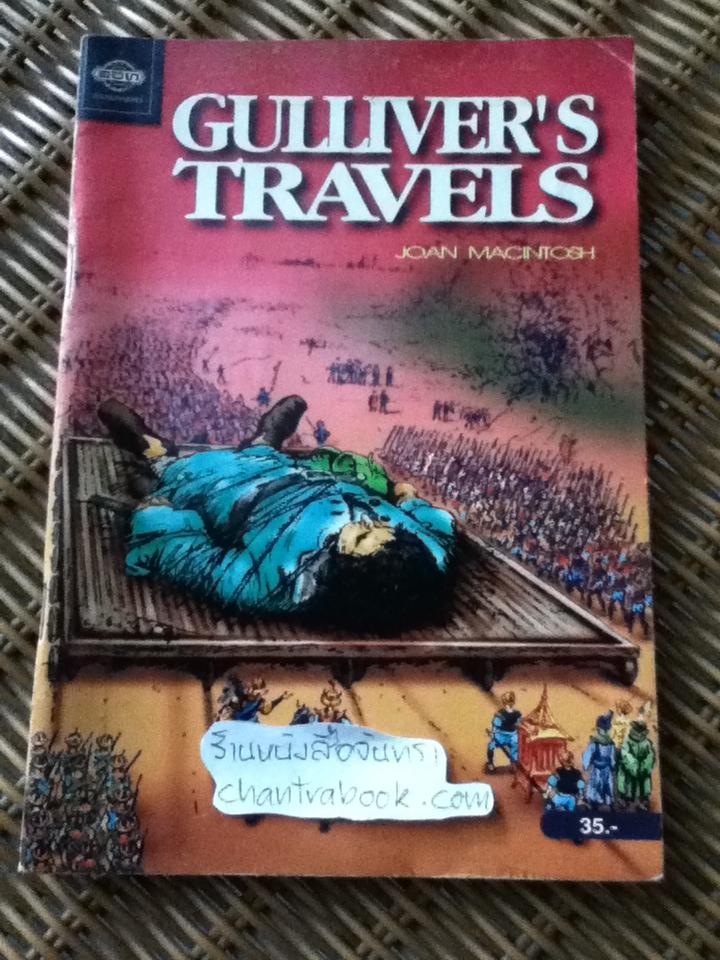 GULLIVER'S
TRAVELS
JOAN MACINTOSH
ร้านหนังสือจันทรา
chantrabook.com
35.-